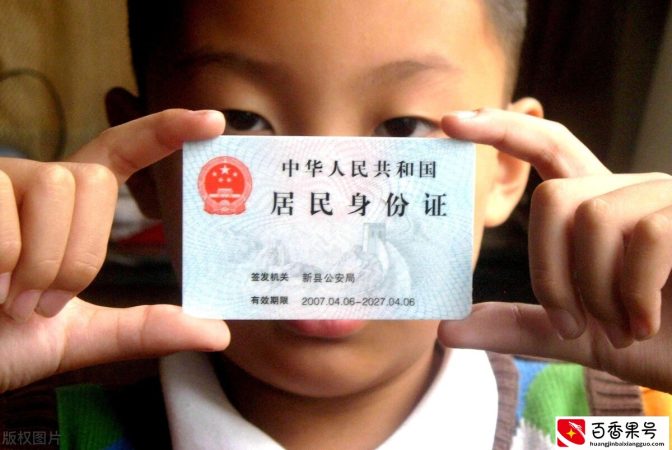 中华人民共和国
居民身份证
签发机关 新县公安局
有效期限 2007.04.06-2027.04.06
版权图片
百香果号
huangjinbaixiangguo.com